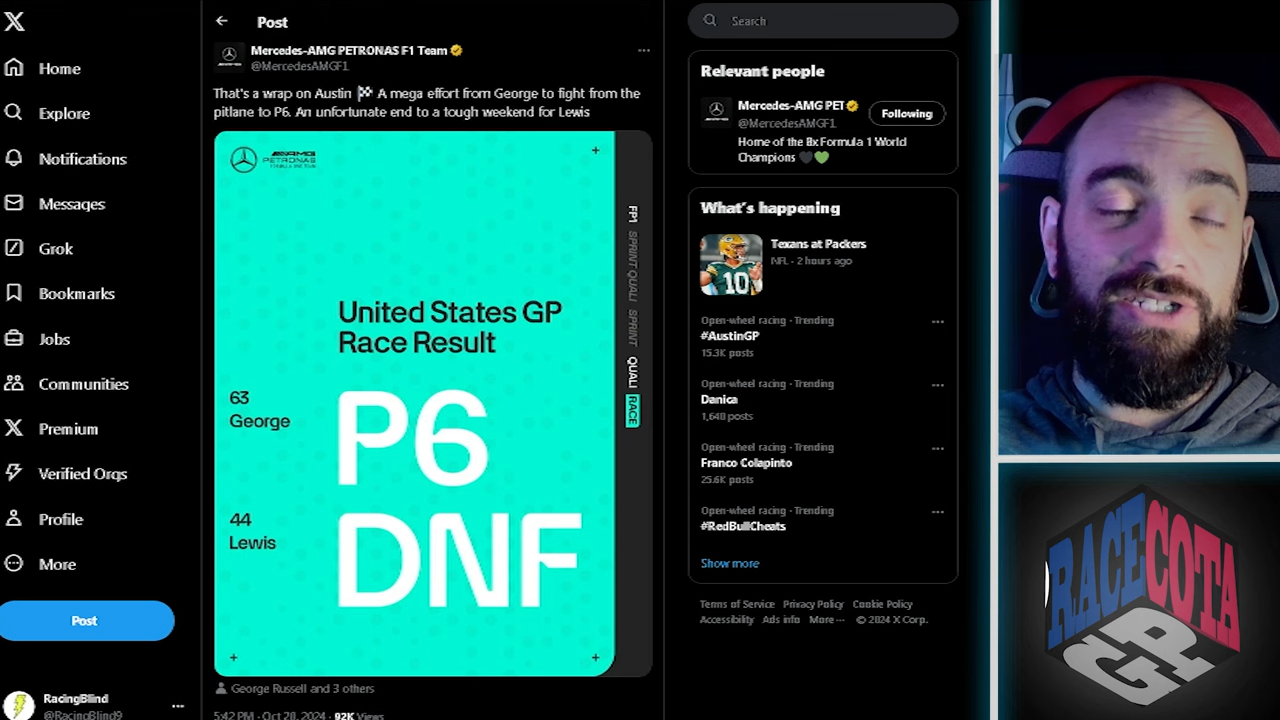 Home
Explore
Notifications
Messages
Grok
Bookmarks
Jobs
Communities
Premium
Verified Orgs
Profile
More
Post
RacingBlind
@RacingBlind9
Post
Mercedes-AMG PETRONAS F1 Team
@MercedesAMGF1
That's a wrap on Austin 🏁 A mega effort from George to fight from the
pitlane to P6. An unfortunate end to a tough weekend for Lewis
AMG
PETRONAS
United States GP
Race Result
63
George
P6
44
Lewis
DNF
FP1
SPRINT QUALI
SPRINT
QUALI
RACE
George Russell and 3 others
5:42 PM · Oct 20, 2024 · 92K Views
Search
Relevant people
Mercedes-AMG PET
@MercedesAMGF1
Following
Home of the 8x Formula 1 World
Champions 🖤💚
What's happening
Texans at Packers
NFL · 2 hours ago
Open-wheel racing · Trending
#AustinGP
15.3K posts
Open-wheel racing · Trending
Danica
1,640 posts
Open-wheel racing · Trending
Franco Colapinto
25.6K posts
Open-wheel racing · Trending
#RedBullCheats
Show more
Terms of Service Privacy Policy Cookie Policy
Accessibility Ads info More ··· © 2024 X Corp.
RACE
COTA
GP